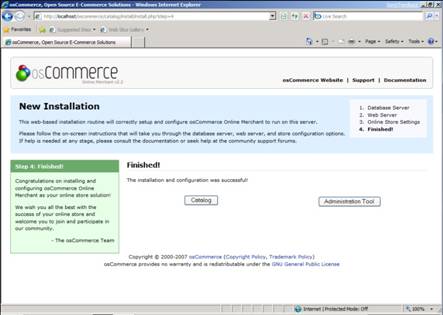 osCommerce, Open Source E-Commerce Solutions - Windows Internet Explorer
http://localhost/oscommerce/catalog/install/install.php?step=4
Live Search
Favorites Suggested Sites Web Slice Gallery
osCommerce, Open Source E-Commerce Solutions
Page Safety Tools
osCommerce
Online Merchant v2.2
osCommerce Website | Support | Documentation
New Installation
This web-based installation routine will correctly setup and configure osCommerce Online Merchant to run on this server.
Please follow the on-screen instructions that will take you through the database server, web server, and store configuration options.
If help is needed at any stage, please consult the documentation or seek help at the community support forums.
1. Database Server
2. Web Server
3. Online Store Settings
4. Finished!
Step 4: Finished!
Congratulations on installing and
configuring osCommerce Online
Merchant as your online store solution!
We wish you all the best with the
success of your online store and
welcome you to join and participate in
our community.
- The osCommerce Team
Finished!
The installation and configuration was successful!
Catalog
Administration Tool
Copyright © 2000-2007 osCommerce (Copyright Policy, Trademark Policy)
osCommerce provides no warranty and is redistributable under the GNU General Public License
Internet | Protected Mode: Off
100%